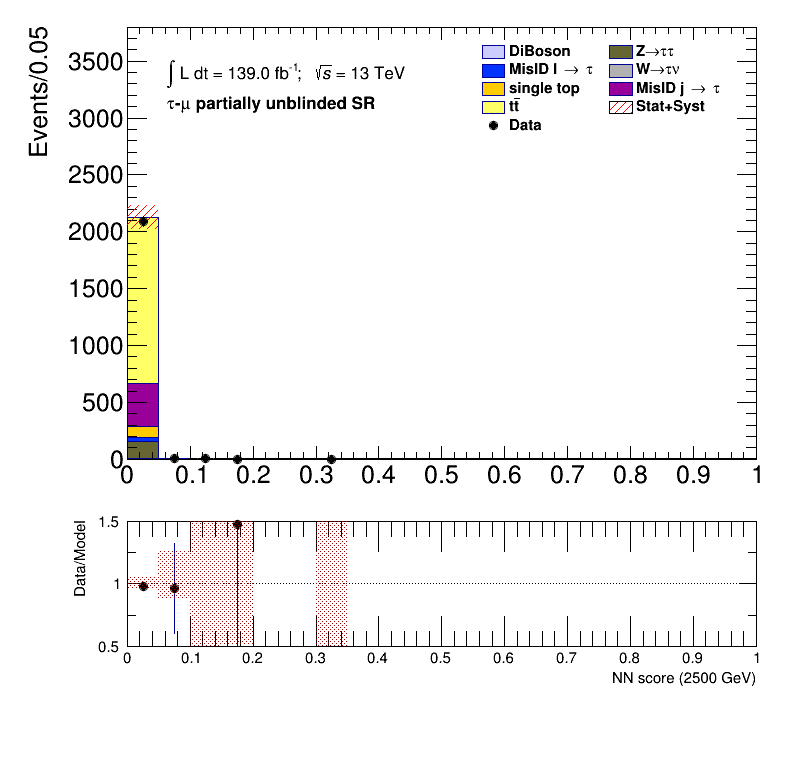 Events/0.05
3500
3000
2500
2000
1500
1000
500
0
∫ L dt = 139.0 fb⁻¹; √s = 13 TeV
τ-μ partially unblinded SR
DiBoson
MisID l → τ
single top
tt̄
Data
Z→ττ
W→τν
MisID j → τ
Stat+Syst
0 0.1 0.2 0.3 0.4 0.5 0.6 0.7 0.8 0.9 1
Data/Model
1.5
1
0.5
0 0.1 0.2 0.3 0.4 0.5 0.6 0.7 0.8 0.9 1
NN score (2500 GeV)